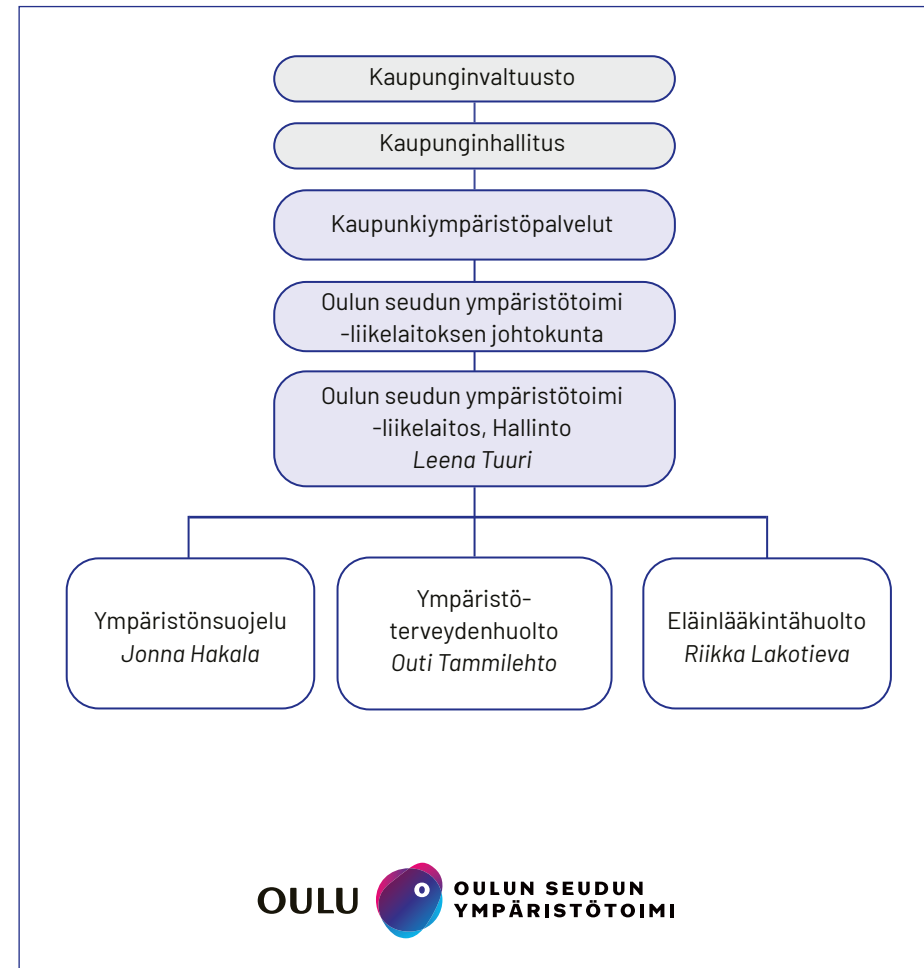 Kaupunginvaltuusto
Kaupunginhallitus
Kaupunkiympäristöpalvelut
Oulun seudun ympäristötoimi
-liikelaitoksen johtokunta
Oulun seudun ympäristötoimi
-liikelaitos, Hallinto
Leena Tuuri
Ympäristönsuojelu
Jonna Hakala
Ympäristö-
terveydenhuolto
Outi Tammilehto
Eläinlääkintähuolto
Riikka Lakotieva
OULU
OULUN SEUDUN
YMPÄRISTÖTOIMI